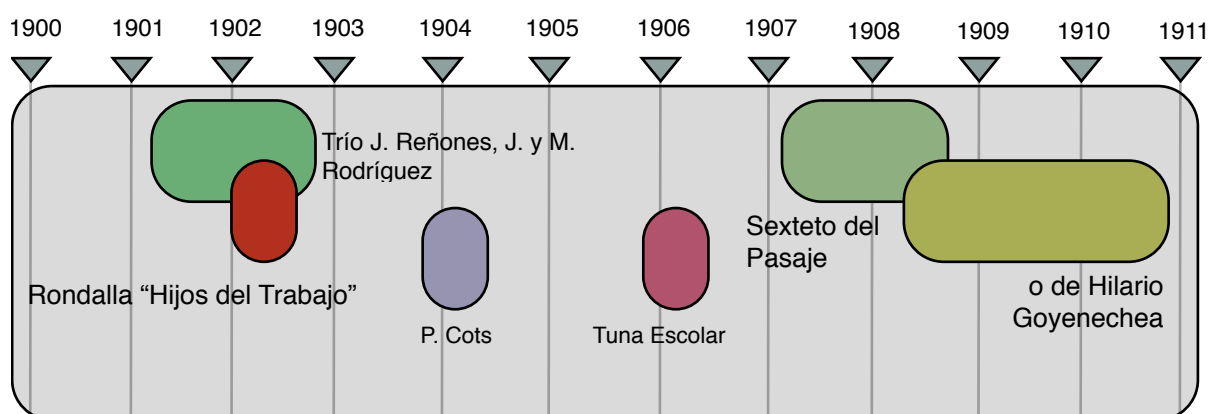 1900 1901 1902 1903 1904 1905 1906 1907 1908 1909 1910 1911
Trío J. Reñones, J. y M.
Rodríguez
Sexteto del
Pasaje
Rondalla “Hijos del Trabajo”
o de Hilario
Goyenechea
P. Cots
Tuna Escolar